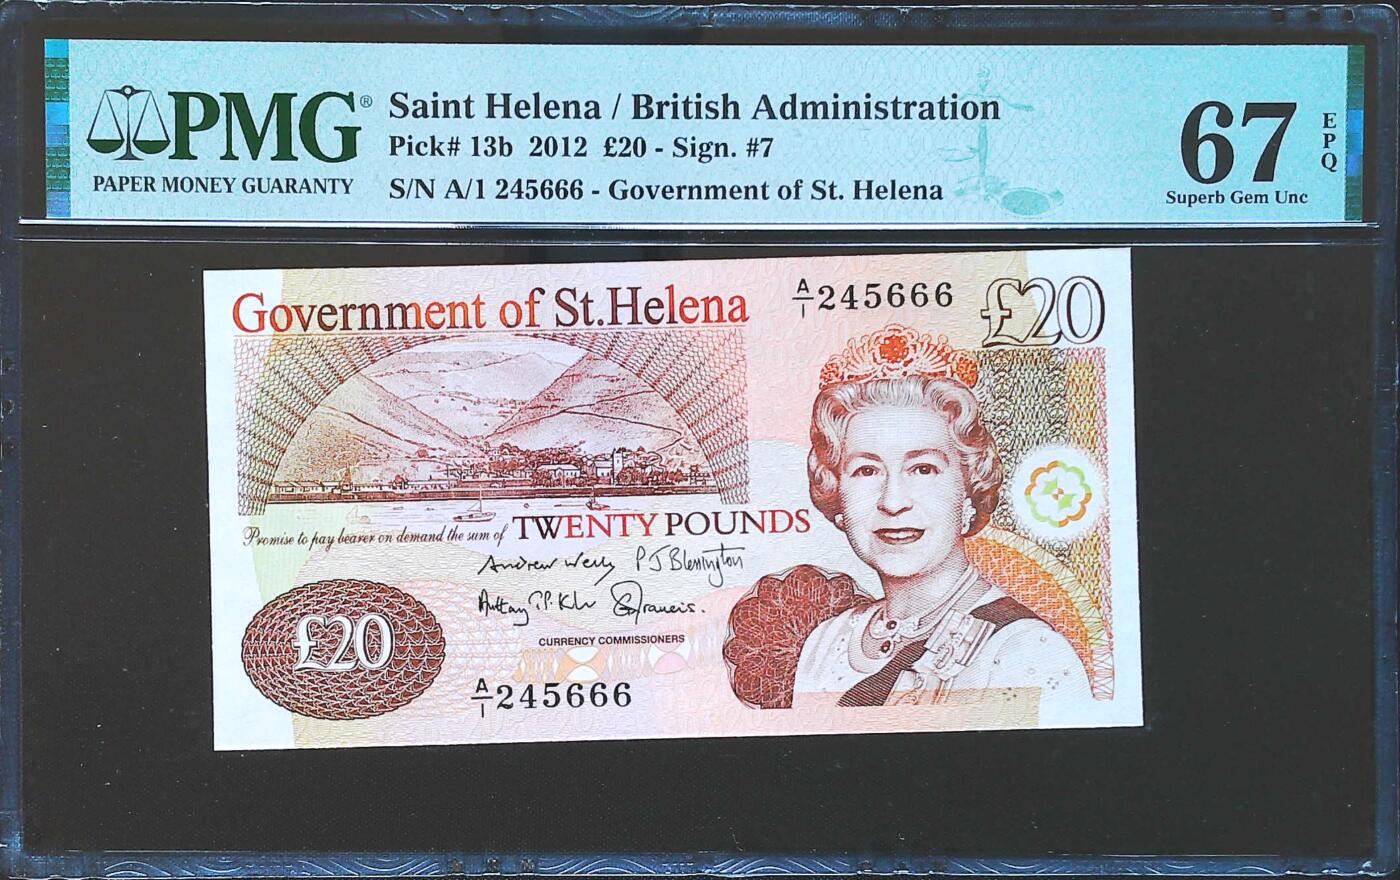 PMG®
PAPER MONEY GUARANTY
Saint Helena / British Administration
Pick# 13b 2012 £20 - Sign. #7
S/N A/1 245666 - Government of St. Helena
67
EPQ
Superb Gem Unc
Government of St.Helena
A/1 245666
£20
Promise to pay bearer on demand the sum of TWENTY POUNDS
P J Blessington
CURRENCY COMMISSIONERS
£20
A/1 245666